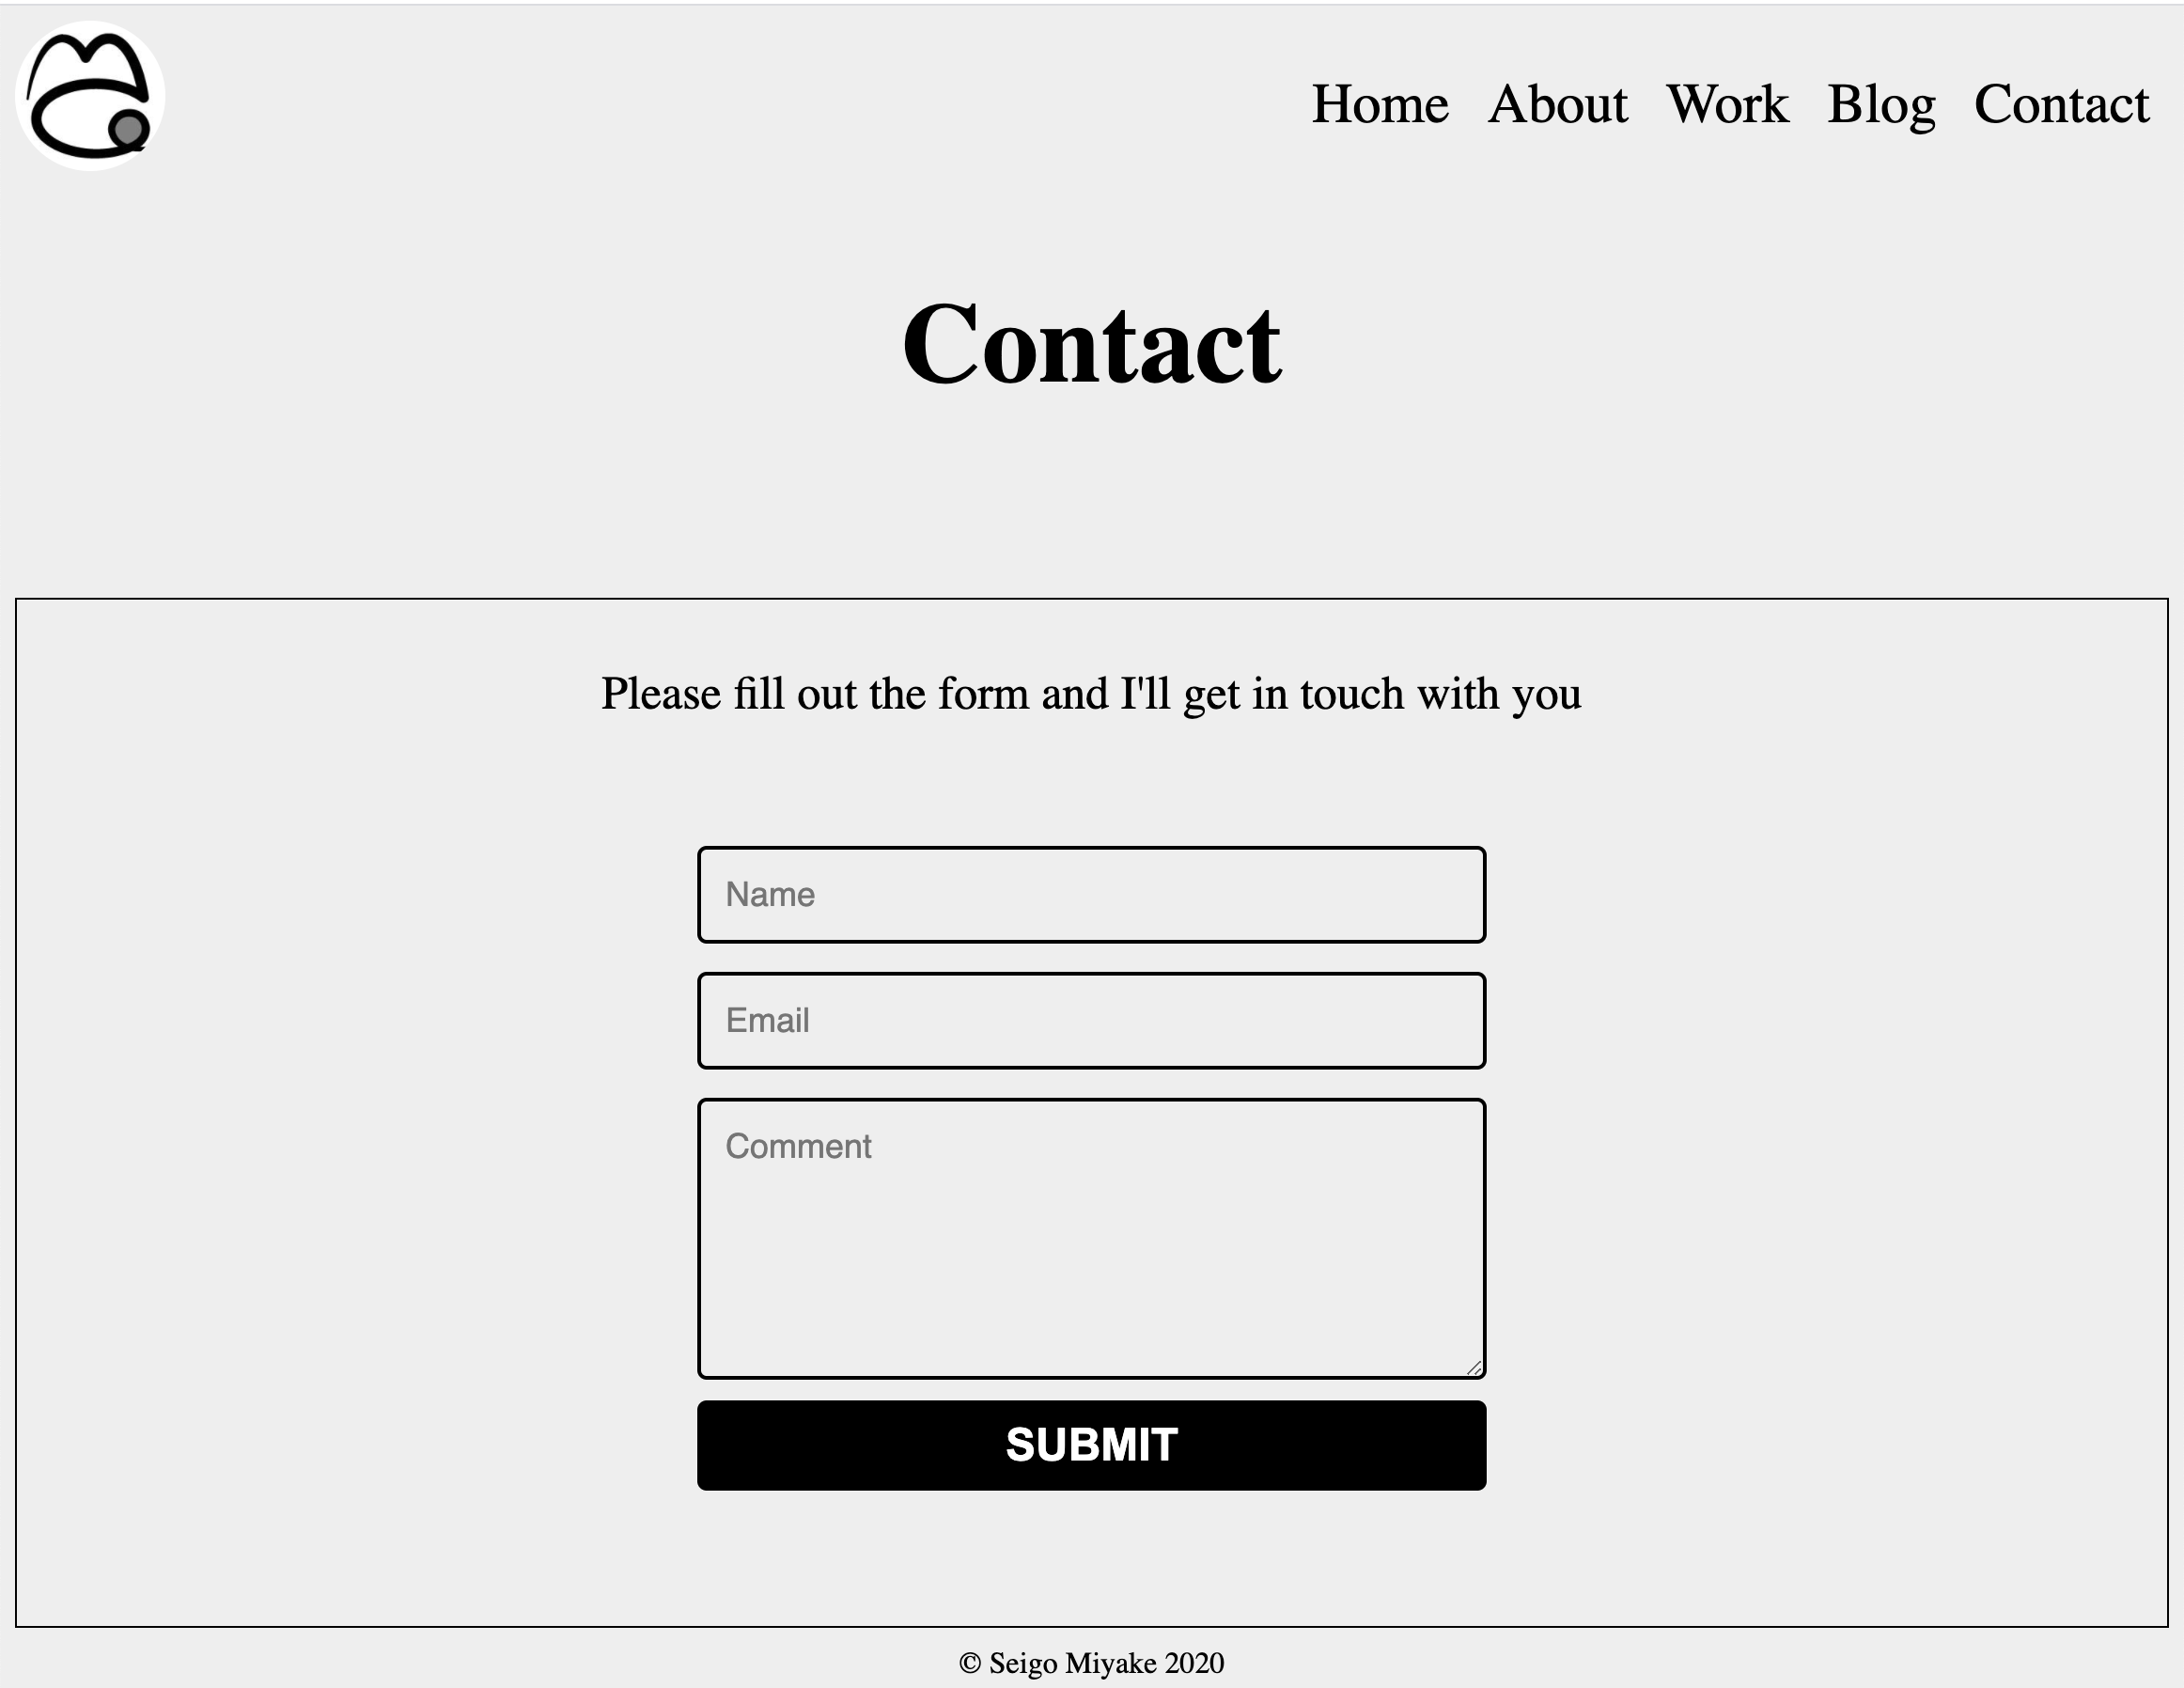 Home About Work Blog Contact
Contact
Please fill out the form and I'll get in touch with you
Name
Email
Comment
SUBMIT
© Seigo Miyake 2020